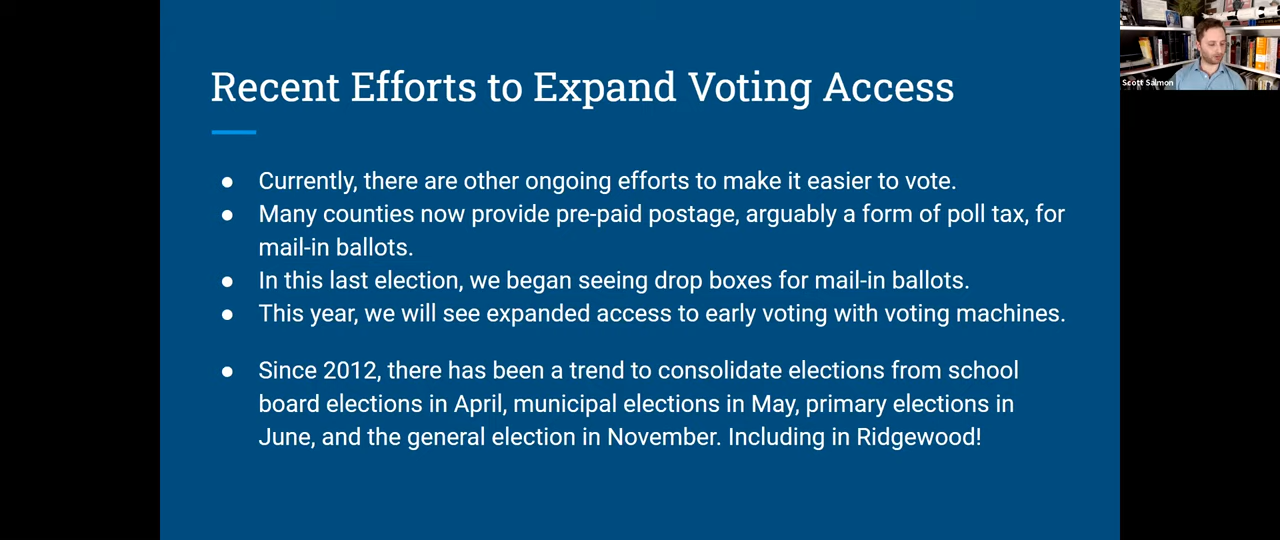 Recent Efforts to Expand Voting Access
Scott Salmon
● Currently, there are other ongoing efforts to make it easier to vote.
● Many counties now provide pre-paid postage, arguably a form of poll tax, for
mail-in ballots.
● In this last election, we began seeing drop boxes for mail-in ballots.
● This year, we will see expanded access to early voting with voting machines.
● Since 2012, there has been a trend to consolidate elections from school
board elections in April, municipal elections in May, primary elections in
June, and the general election in November. Including in Ridgewood!